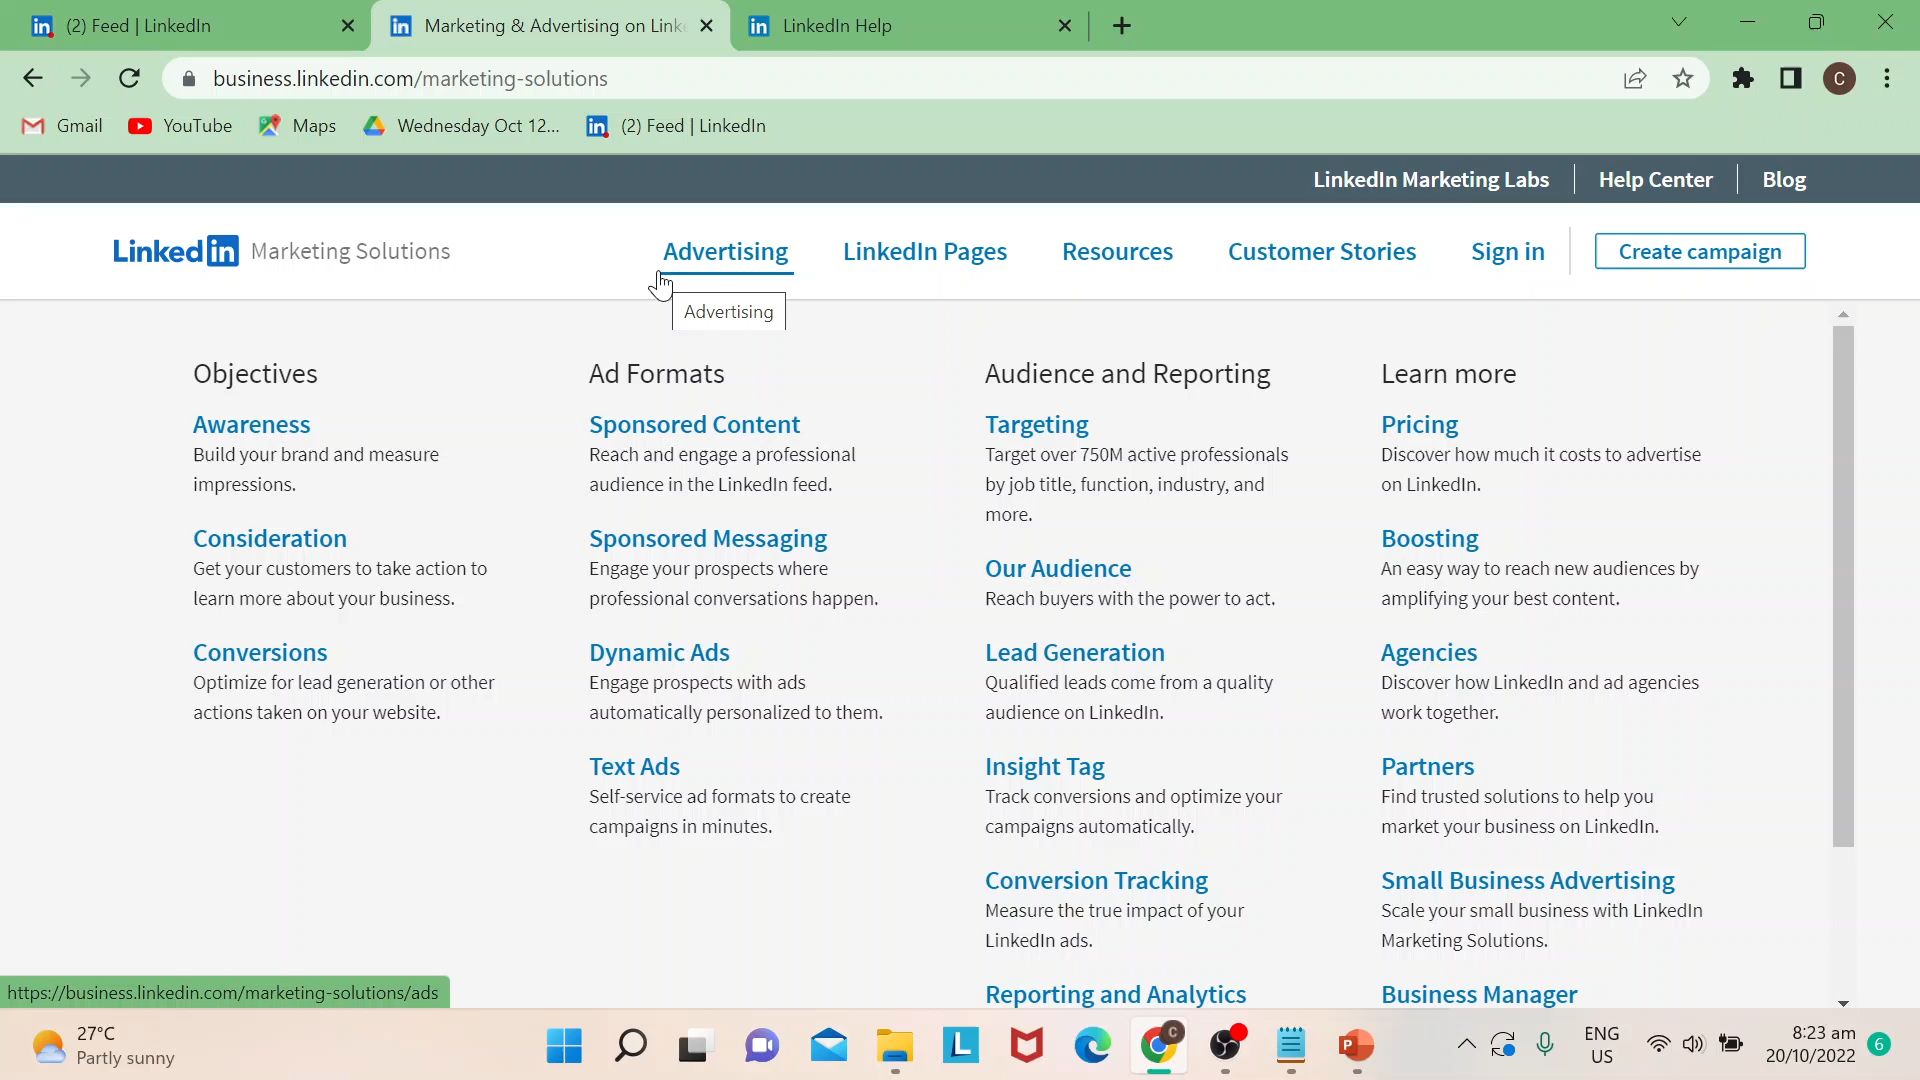 (2) Feed | LinkedIn
Marketing & Advertising on Link
LinkedIn Help
business.linkedin.com/marketing-solutions
C
Gmail
YouTube
Maps
Wednesday Oct 12...
(2) Feed | LinkedIn
LinkedIn Marketing Labs
Help Center
Blog
Linked in Marketing Solutions
Advertising
LinkedIn Pages
Resources
Customer Stories
Sign in
Create campaign
Advertising
Objectives
Awareness
Build your brand and measure
impressions.
Consideration
Get your customers to take action to
learn more about your business.
Conversions
Optimize for lead generation or other
actions taken on your website.
Ad Formats
Sponsored Content
Reach and engage a professional
audience in the LinkedIn feed.
Sponsored Messaging
Engage your prospects where
professional conversations happen.
Dynamic Ads
Engage prospects with ads
automatically personalized to them.
Text Ads
Self-service ad formats to create
campaigns in minutes.
Audience and Reporting
Targeting
Target over 750M active professionals
by job title, function, industry, and
more.
Our Audience
Reach buyers with the power to act.
Lead Generation
Qualified leads come from a quality
audience on LinkedIn.
Insight Tag
Track conversions and optimize your
campaigns automatically.
Conversion Tracking
Measure the true impact of your
LinkedIn ads.
Reporting and Analytics
Learn more
Pricing
Discover how much it costs to advertise
on LinkedIn.
Boosting
An easy way to reach new audiences by
amplifying your best content.
Agencies
Discover how LinkedIn and ad agencies
work together.
Partners
Find trusted solutions to help you
market your business on LinkedIn.
Small Business Advertising
Scale your small business with LinkedIn
Marketing Solutions.
Business Manager
https://business.linkedin.com/marketing-solutions/ads
27°C
Partly sunny
L
C
P
ENG
US
8:23 am
20/10/2022
6